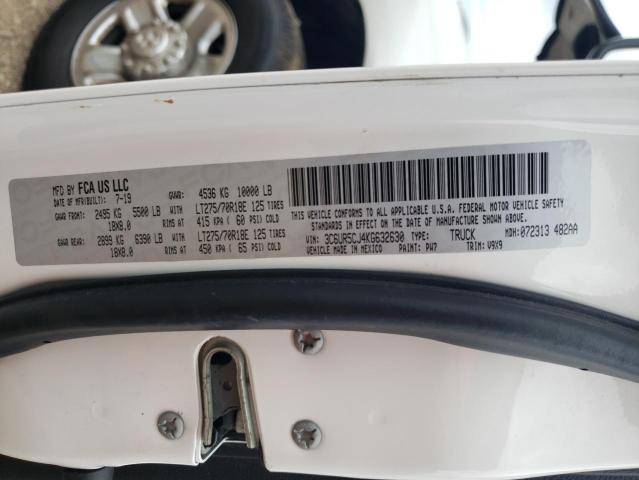 MFD BY FCA US LLC
DATE OF MFR(BUILT): 7-19 GVWR: 4536 KG 10000 LB
GAWR FRONT: 2495 KG 5500 LB WITH LT275/70R18E 125 TIRES
18X8.0 RIMS AT 415 KPA ( 60 PSI) COLD
GAWR REAR: 2899 KG 6390 LB WITH LT275/70R18E 125 TIRES
18X8.0 RIMS AT 450 KPA ( 65 PSI) COLD
THIS VEHICLE CONFORMS TO ALL APPLICABLE U.S.A. FEDERAL MOTOR VEHICLE SAFETY
STANDARDS IN EFFECT ON THE DATE OF MANUFACTURE SHOWN ABOVE.
VIN: 3C6UR5CJ4KG632630 TYPE: TRUCK MDH: 072313 482AA
VEHICLE MADE IN MEXICO PAINT: PW7 TRIM: V9X9